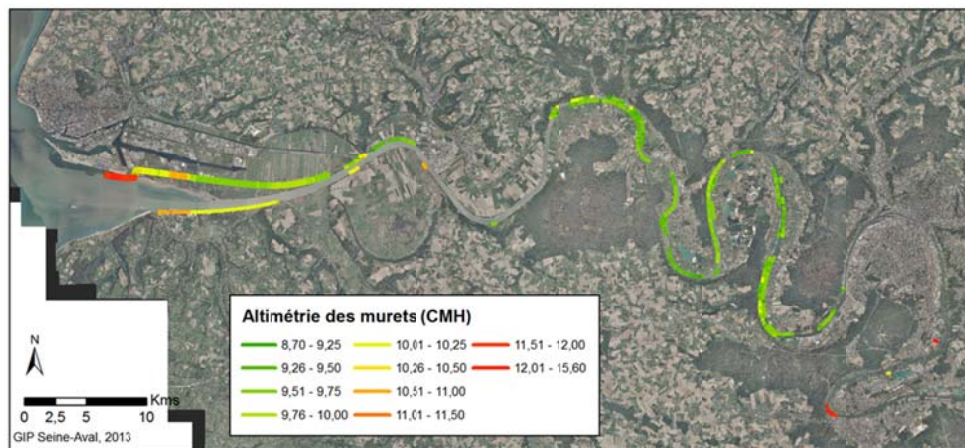 Altimétrie des murets (CMH)
8,70 - 9,25
10,01 - 10,25
11,51 - 12,00
9,26 - 9,50
10,26 - 10,50
12,01 - 15,60
9,51 - 9,75
10,51 - 11,00
9,76 - 10,00
11,01 - 11,50
N
Kms
0 2,5 5 10
GIP Seine-Aval, 2013